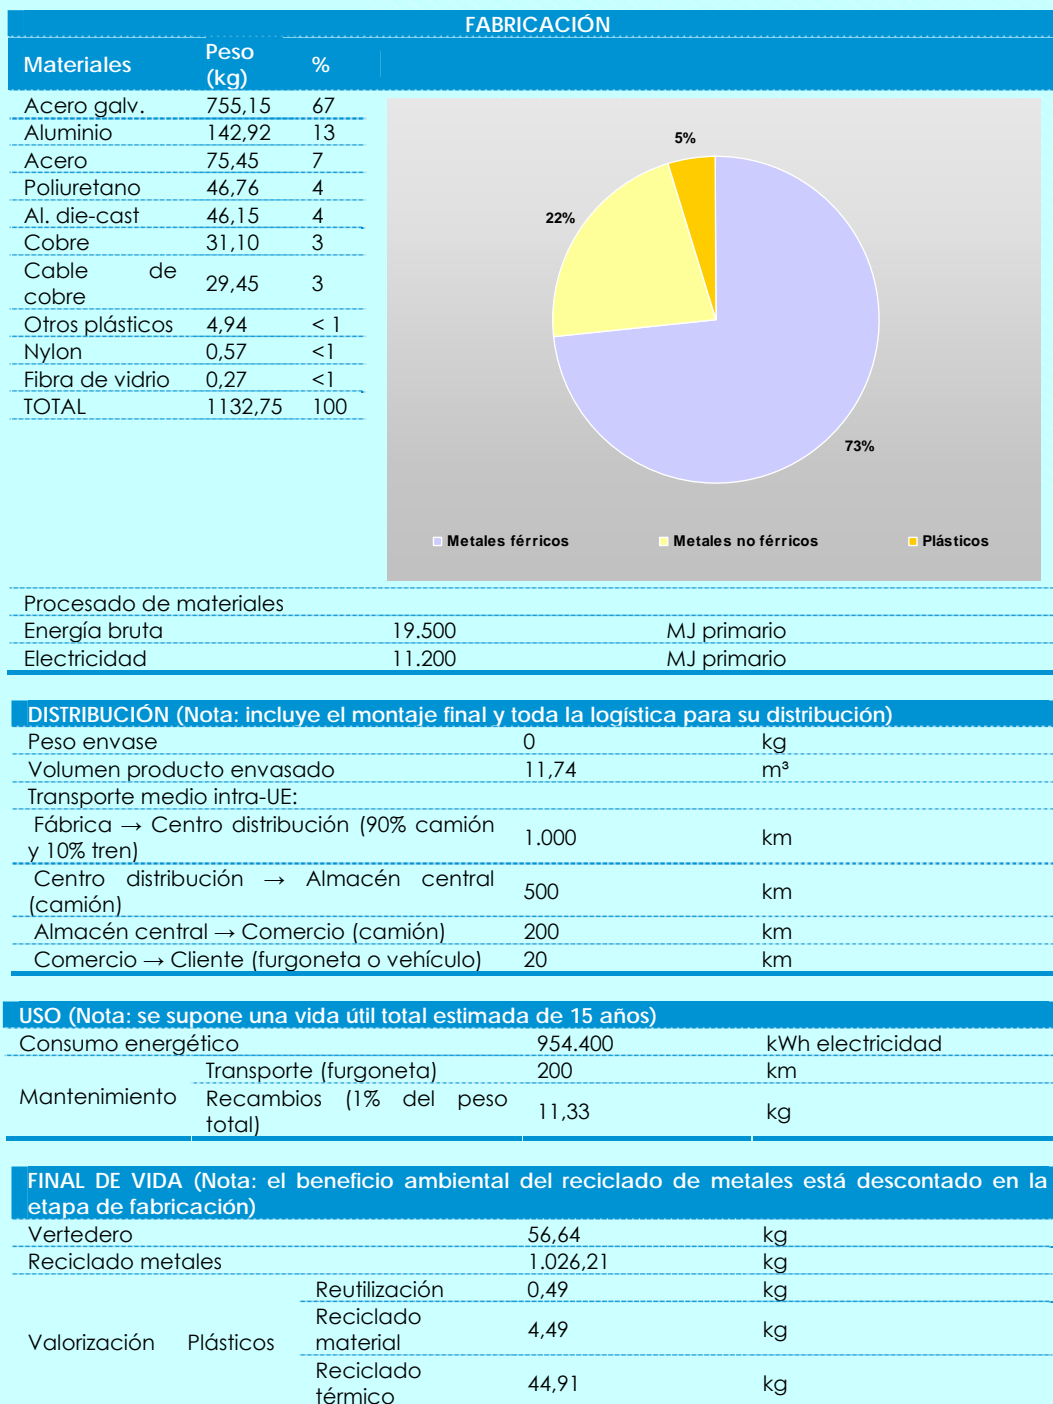 FABRICACIÓN
Materiales Peso (kg) %
Acero galv. 755,15 67
Aluminio 142,92 13
Acero 75,45 7
Poliuretano 46,76 4
Al. die-cast 46,15 4
Cobre 31,10 3
Cable de cobre 29,45 3
Otros plásticos 4,94 < 1
Nylon 0,57 <1
Fibra de vidrio 0,27 <1
TOTAL 1132,75 100
5%
22%
73%
Metales férricos Metales no férricos Plásticos
Procesado de materiales
Energía bruta 19.500 MJ primario
Electricidad 11.200 MJ primario
DISTRIBUCIÓN (Nota: incluye el montaje final y toda la logística para su distribución)
Peso envase 0 kg
Volumen producto envasado 11,74 m³
Transporte medio intra-UE:
Fábrica → Centro distribución (90% camión
y 10% tren) 1.000 km
Centro distribución → Almacén central
(camión) 500 km
Almacén central → Comercio (camión) 200 km
Comercio → Cliente (furgoneta o vehículo) 20 km
USO (Nota: se supone una vida útil total estimada de 15 años)
Consumo energético 954.400 kWh electricidad
Mantenimiento Transporte (furgoneta) 200 km
Recambios (1% del peso
total) 11,33 kg
FINAL DE VIDA (Nota: el beneficio ambiental del reciclado de metales está descontado en la
etapa de fabricación)
Vertedero 56,64 kg
Reciclado metales 1.026,21 kg
Valorización Plásticos Reutilización 0,49 kg
Reciclado
material 4,49 kg
Reciclado
térmico 44,91 kg